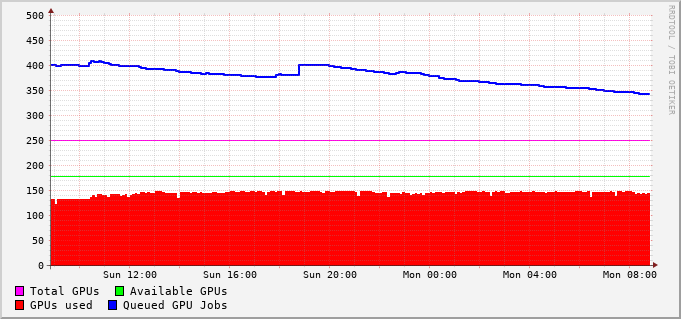 500
450
400
350
300
250
200
150
100
50
0
Sun 12:00 Sun 16:00 Sun 20:00 Mon 00:00 Mon 04:00 Mon 08:00
Total GPUs Available GPUs
GPUs used Queued GPU Jobs
RRDTOOL / TOBI OETIKER